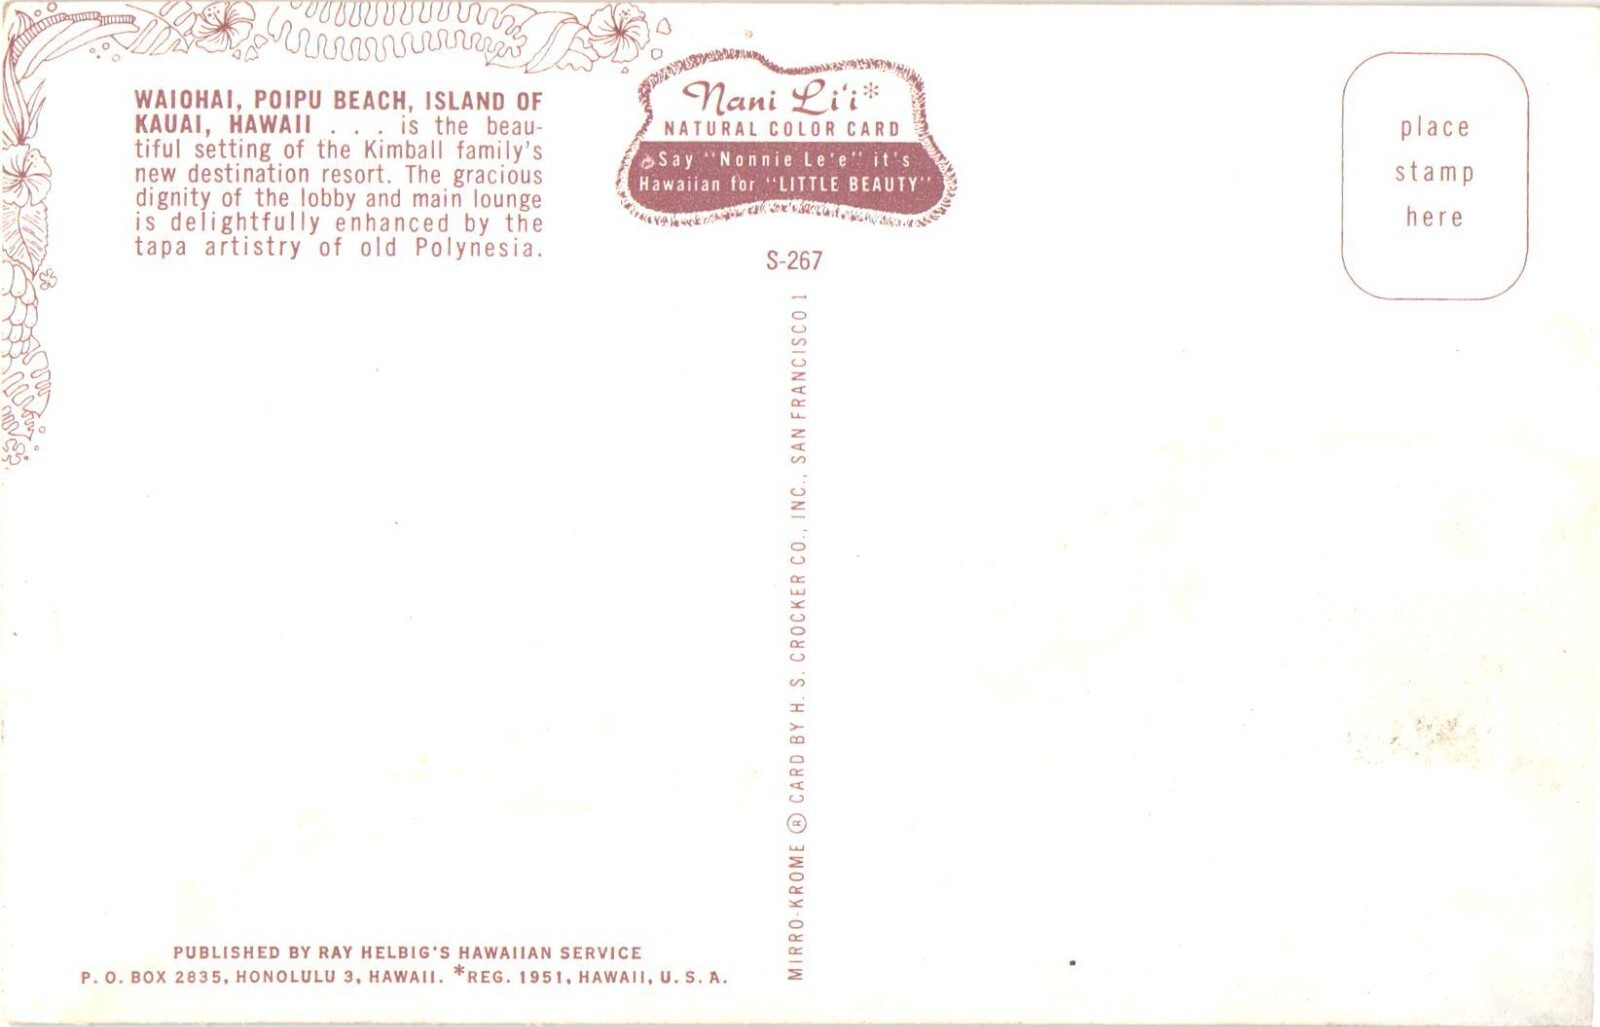 WAIOHAI, POIPU BEACH, ISLAND OF
KAUAI, HAWAII . . . is the beau-
tiful setting of the Kimball family's
new destination resort. The gracious
dignity of the lobby and main lounge
is delightfully enhanced by the
tapa artistry of old Polynesia.
Nani Li'i*
NATURAL COLOR CARD
Say "Nonnie Le'e" it's
Hawaiian for "LITTLE BEAUTY"
S-267
place
stamp
here
MIRRO-KROME ® CARD BY H. S. CROCKER CO., INC., SAN FRANCISCO 1
PUBLISHED BY RAY HELBIG'S HAWAIIAN SERVICE
P. O. BOX 2835, HONOLULU 3, HAWAII. *REG. 1951, HAWAII, U. S. A.